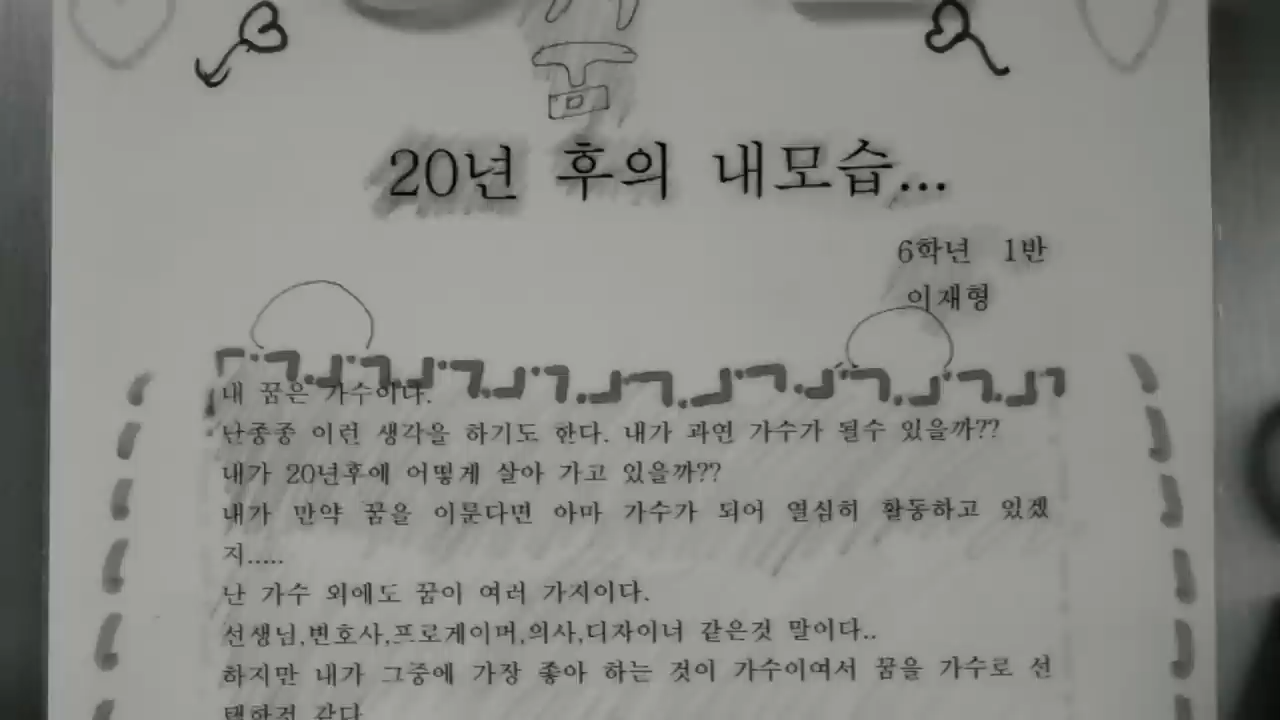 꿈
20년 후의 내모습...
6학년 1반
이재형
내 꿈은 가수이다.
난종종 이런 생각을 하기도 한다. 내가 과연 가수가 될수 있을까??
내가 20년후에 어떻게 살아 가고 있을까??
내가 만약 꿈을 이룬다면 아마 가수가 되어 열심히 활동하고 있겠
지.....
난 가수 외에도 꿈이 여러 가지이다.
선생님,변호사,프로게이머,의사,디자이너 같은것 말이다..
하지만 내가 그중에 가장 좋아 하는 것이 가수이여서 꿈을 가수로 선
택한것 같다